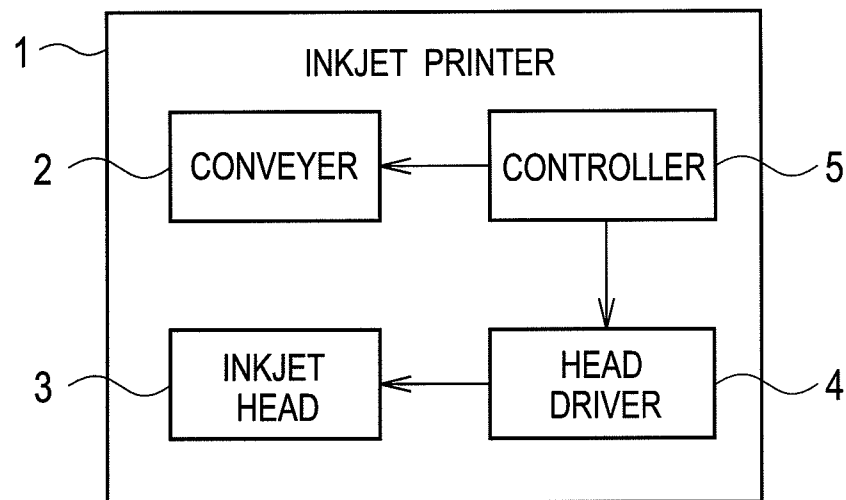 1
INKJET PRINTER
2
CONVEYER
CONTROLLER
5
3
INKJET
HEAD
HEAD
DRIVER
4